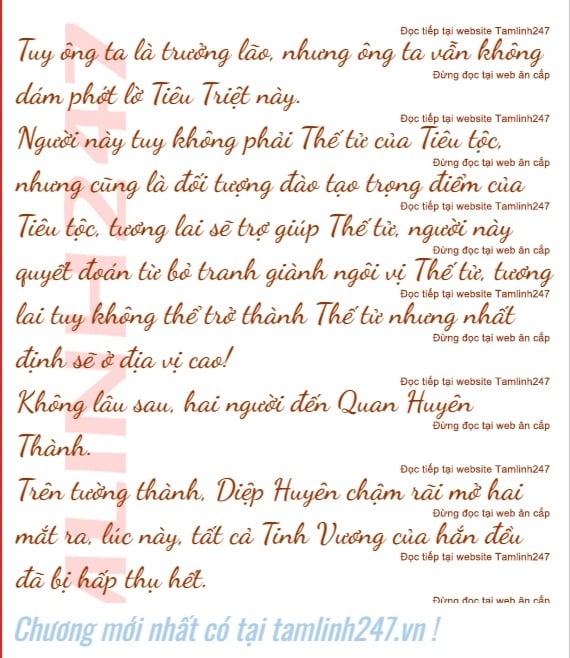 Đọc tiếp tại website Tamlinh247
Tuy ông ta là trưởng lão, nhưng ông ta vẫn không
Đừng đọc tại web ăn cắp
dám phớt lờ Tiêu Triệt này.
Đọc tiếp tại website Tamlinh247
Người này tuy không phải Thế tử của Tiêu tộc,
Đừng đọc tại web ăn cắp
nhưng cũng là đối tượng đào tạo trọng điểm của
Đọc tiếp tại website Tamlinh247
Tiêu tộc, tương lai sẽ trợ giúp Thế tử, người này
Đừng đọc tại web ăn cắp
quyết đoán từ bỏ tranh giành ngôi vị Thế tử, tương
Đọc tiếp tại website Tamlinh247
lai tuy không thể trở thành Thế tử nhưng nhất
Đừng đọc tại web ăn cắp
định sẽ ở địa vị cao!
Đọc tiếp tại website Tamlinh247
Không lâu sau, hai người đến Quan Huyên
Đừng đọc tại web ăn cắp
Thành.
Đọc tiếp tại website Tamlinh247
Trên tường thành, Diệp Huyên chậm rãi mở hai
Đừng đọc tại web ăn cắp
mắt ra, lúc này, tất cả Tinh Vương của hắn đều
Đọc tiếp tại website Tamlinh247
đã bị hấp thụ hết.
Đừng đọc tại web ăn cắp
ALINH247
Chương mới nhất có tại tamlinh247.vn !